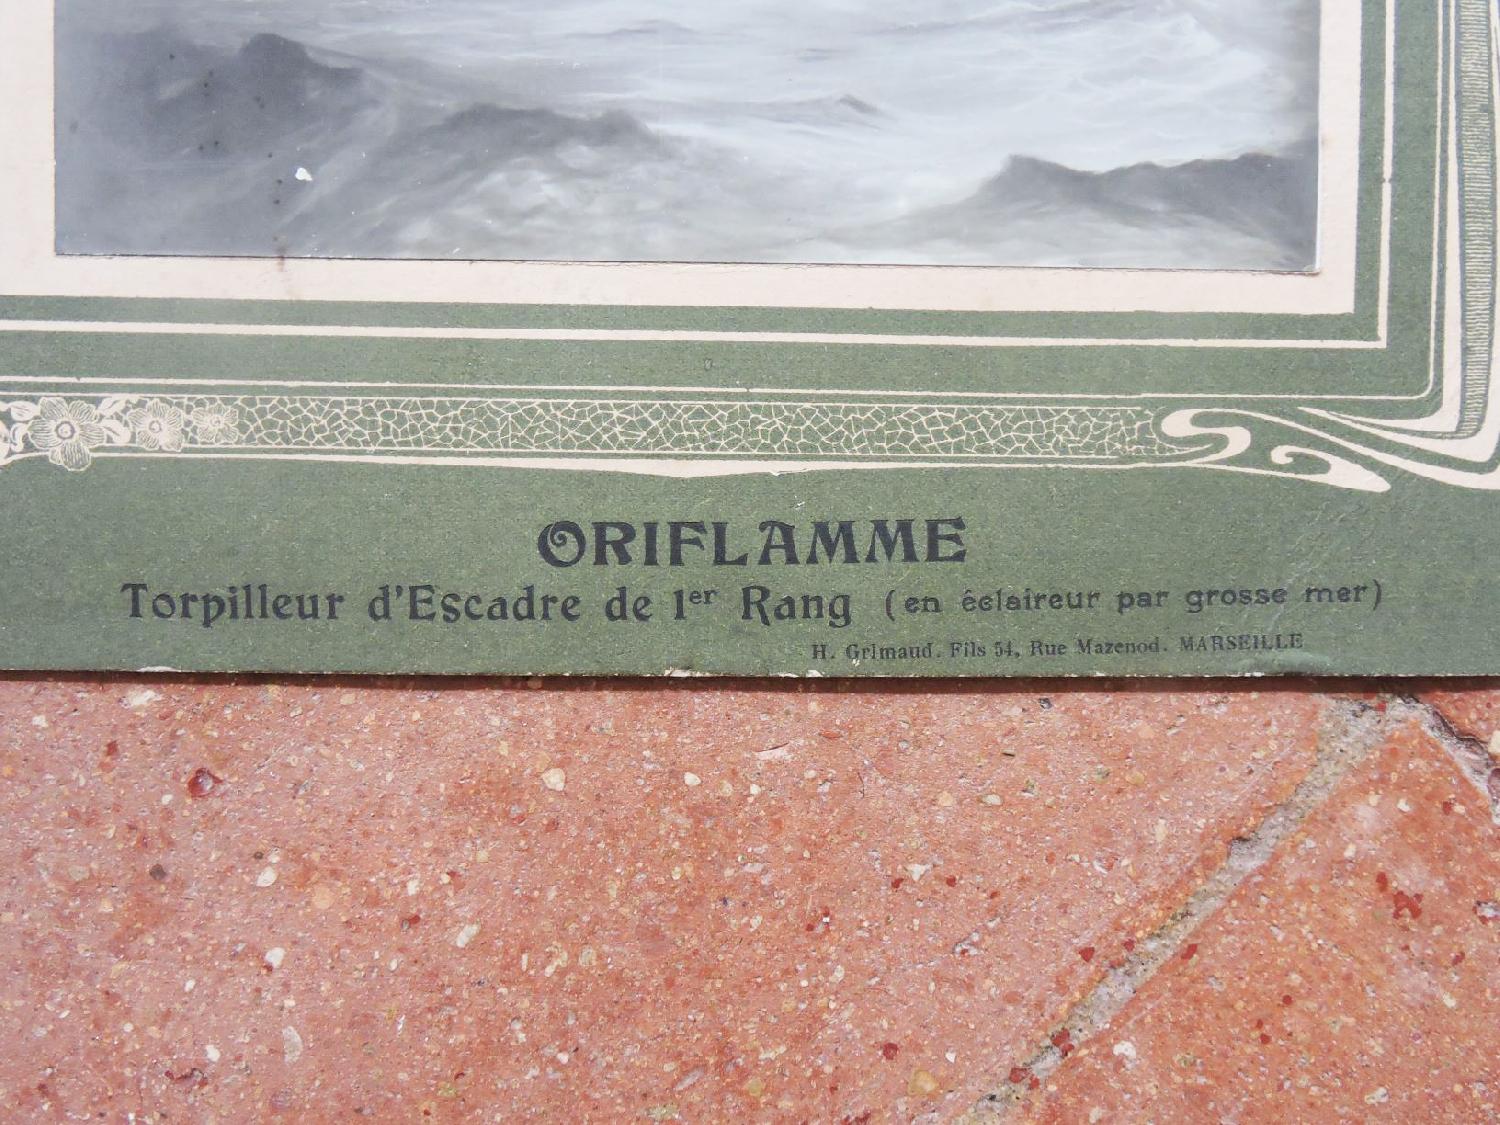 ORIFLAMME
Torpilleur d'Escadre de 1er Rang (en éclaireur par grosse mer)
H. Grimaud. Fils 54, Rue Mazenod. MARSEILLE